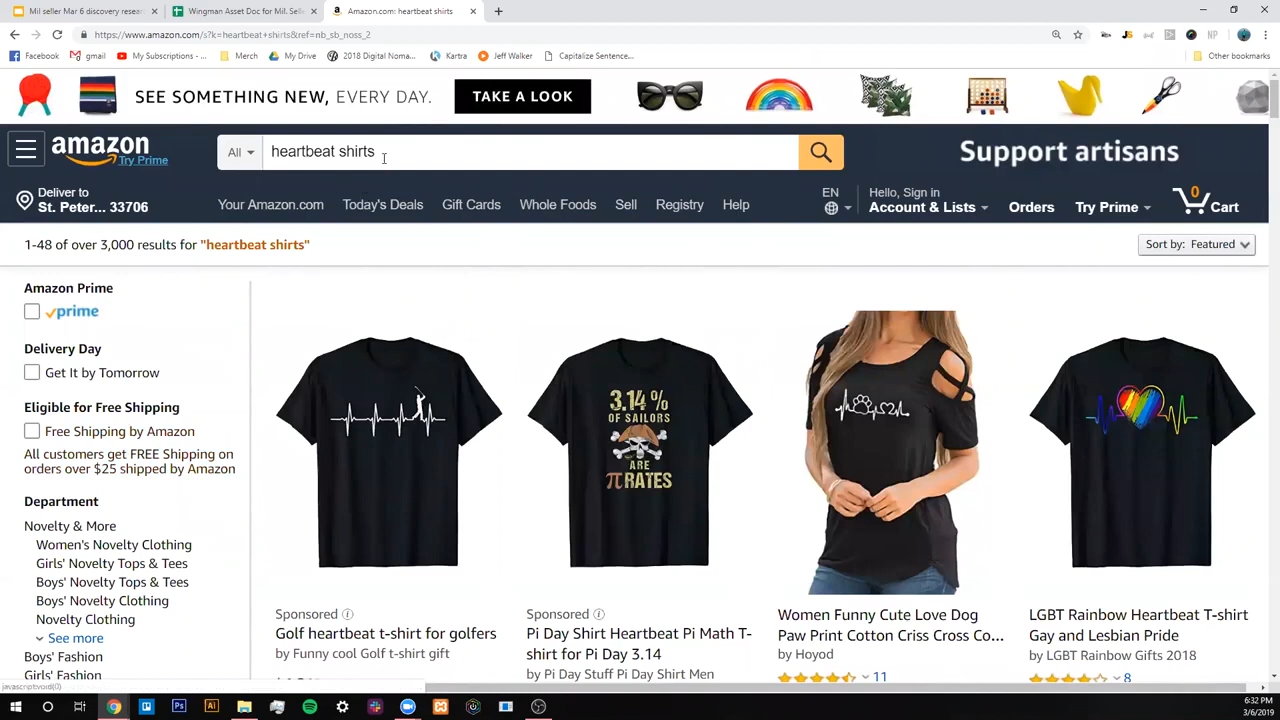 Mil seller Mar 6 discovery resea
Wingman Asset Doc for Mil. Selle
Amazon.com: heartbeat shirts
https://www.amazon.com/s?k=heartbeat+shirts&ref=nb_sb_noss_2
Facebook
gmail
My Subscriptions - ...
Merch
My Drive
2018 Digital Noma...
Kartra
Jeff Walker
Capitalize Sentence...
Other bookmarks
SEE SOMETHING NEW, EVERY DAY.
TAKE A LOOK
amazon
Try Prime
All
heartbeat shirts
Support artisans
Deliver to
St. Peter... 33706
Your Amazon.com
Today's Deals
Gift Cards
Whole Foods
Sell
Registry
Help
EN
Hello, Sign in
Account & Lists
Orders
Try Prime
0
Cart
1-48 of over 3,000 results for "heartbeat shirts"
Sort by: Featured
Amazon Prime
prime
Delivery Day
Get It by Tomorrow
Eligible for Free Shipping
Free Shipping by Amazon
All customers get FREE Shipping on
orders over $25 shipped by Amazon
Department
Novelty & More
Women's Novelty Clothing
Girls' Novelty Tops & Tees
Boys' Novelty Tops & Tees
Boys' Novelty Clothing
Novelty Clothing
See more
Boys' Fashion
Girls' Fashion
3.14 %
OF SAILORS
ARE
πRATES
Sponsored
Golf heartbeat t-shirt for golfers
by Funny cool Golf t-shirt gift
Sponsored
Pi Day Shirt Heartbeat Pi Math T-
shirt for Pi Day 3.14
by Pi Day Stuff Pi Day Shirt Men
Women Funny Cute Love Dog
Paw Print Cotton Criss Cross Co...
by Hoyod
11
LGBT Rainbow Heartbeat T-shirt
Gay and Lesbian Pride
by LGBT Rainbow Gifts 2018
8
javascript:void(0)
6:32 PM
3/6/2019